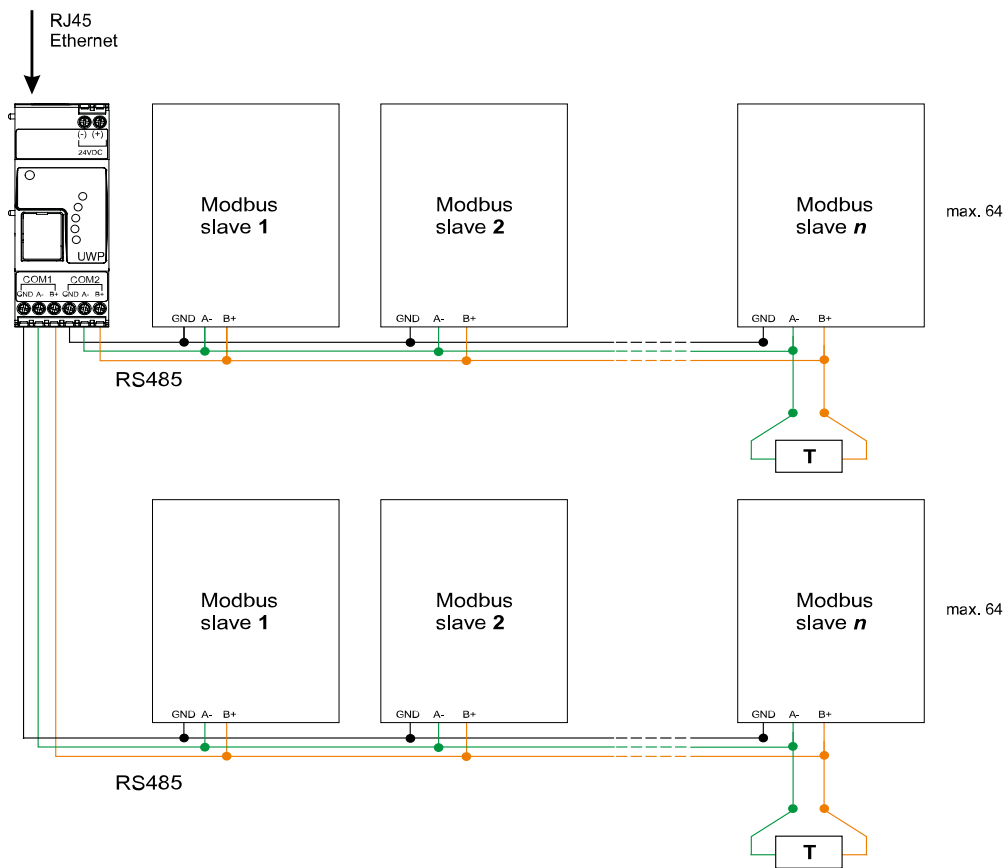 RJ45
Ethernet
(-) (+)
24VDC
UWP
COM1 COM2
GND A- B+ GND A- B+
Modbus
slave 1
GND A- B+
Modbus
slave 2
GND A- B+
Modbus
slave n
GND A- B+
max. 64
RS485
T
Modbus
slave 1
GND A- B+
Modbus
slave 2
GND A- B+
Modbus
slave n
GND A- B+
max. 64
RS485
T